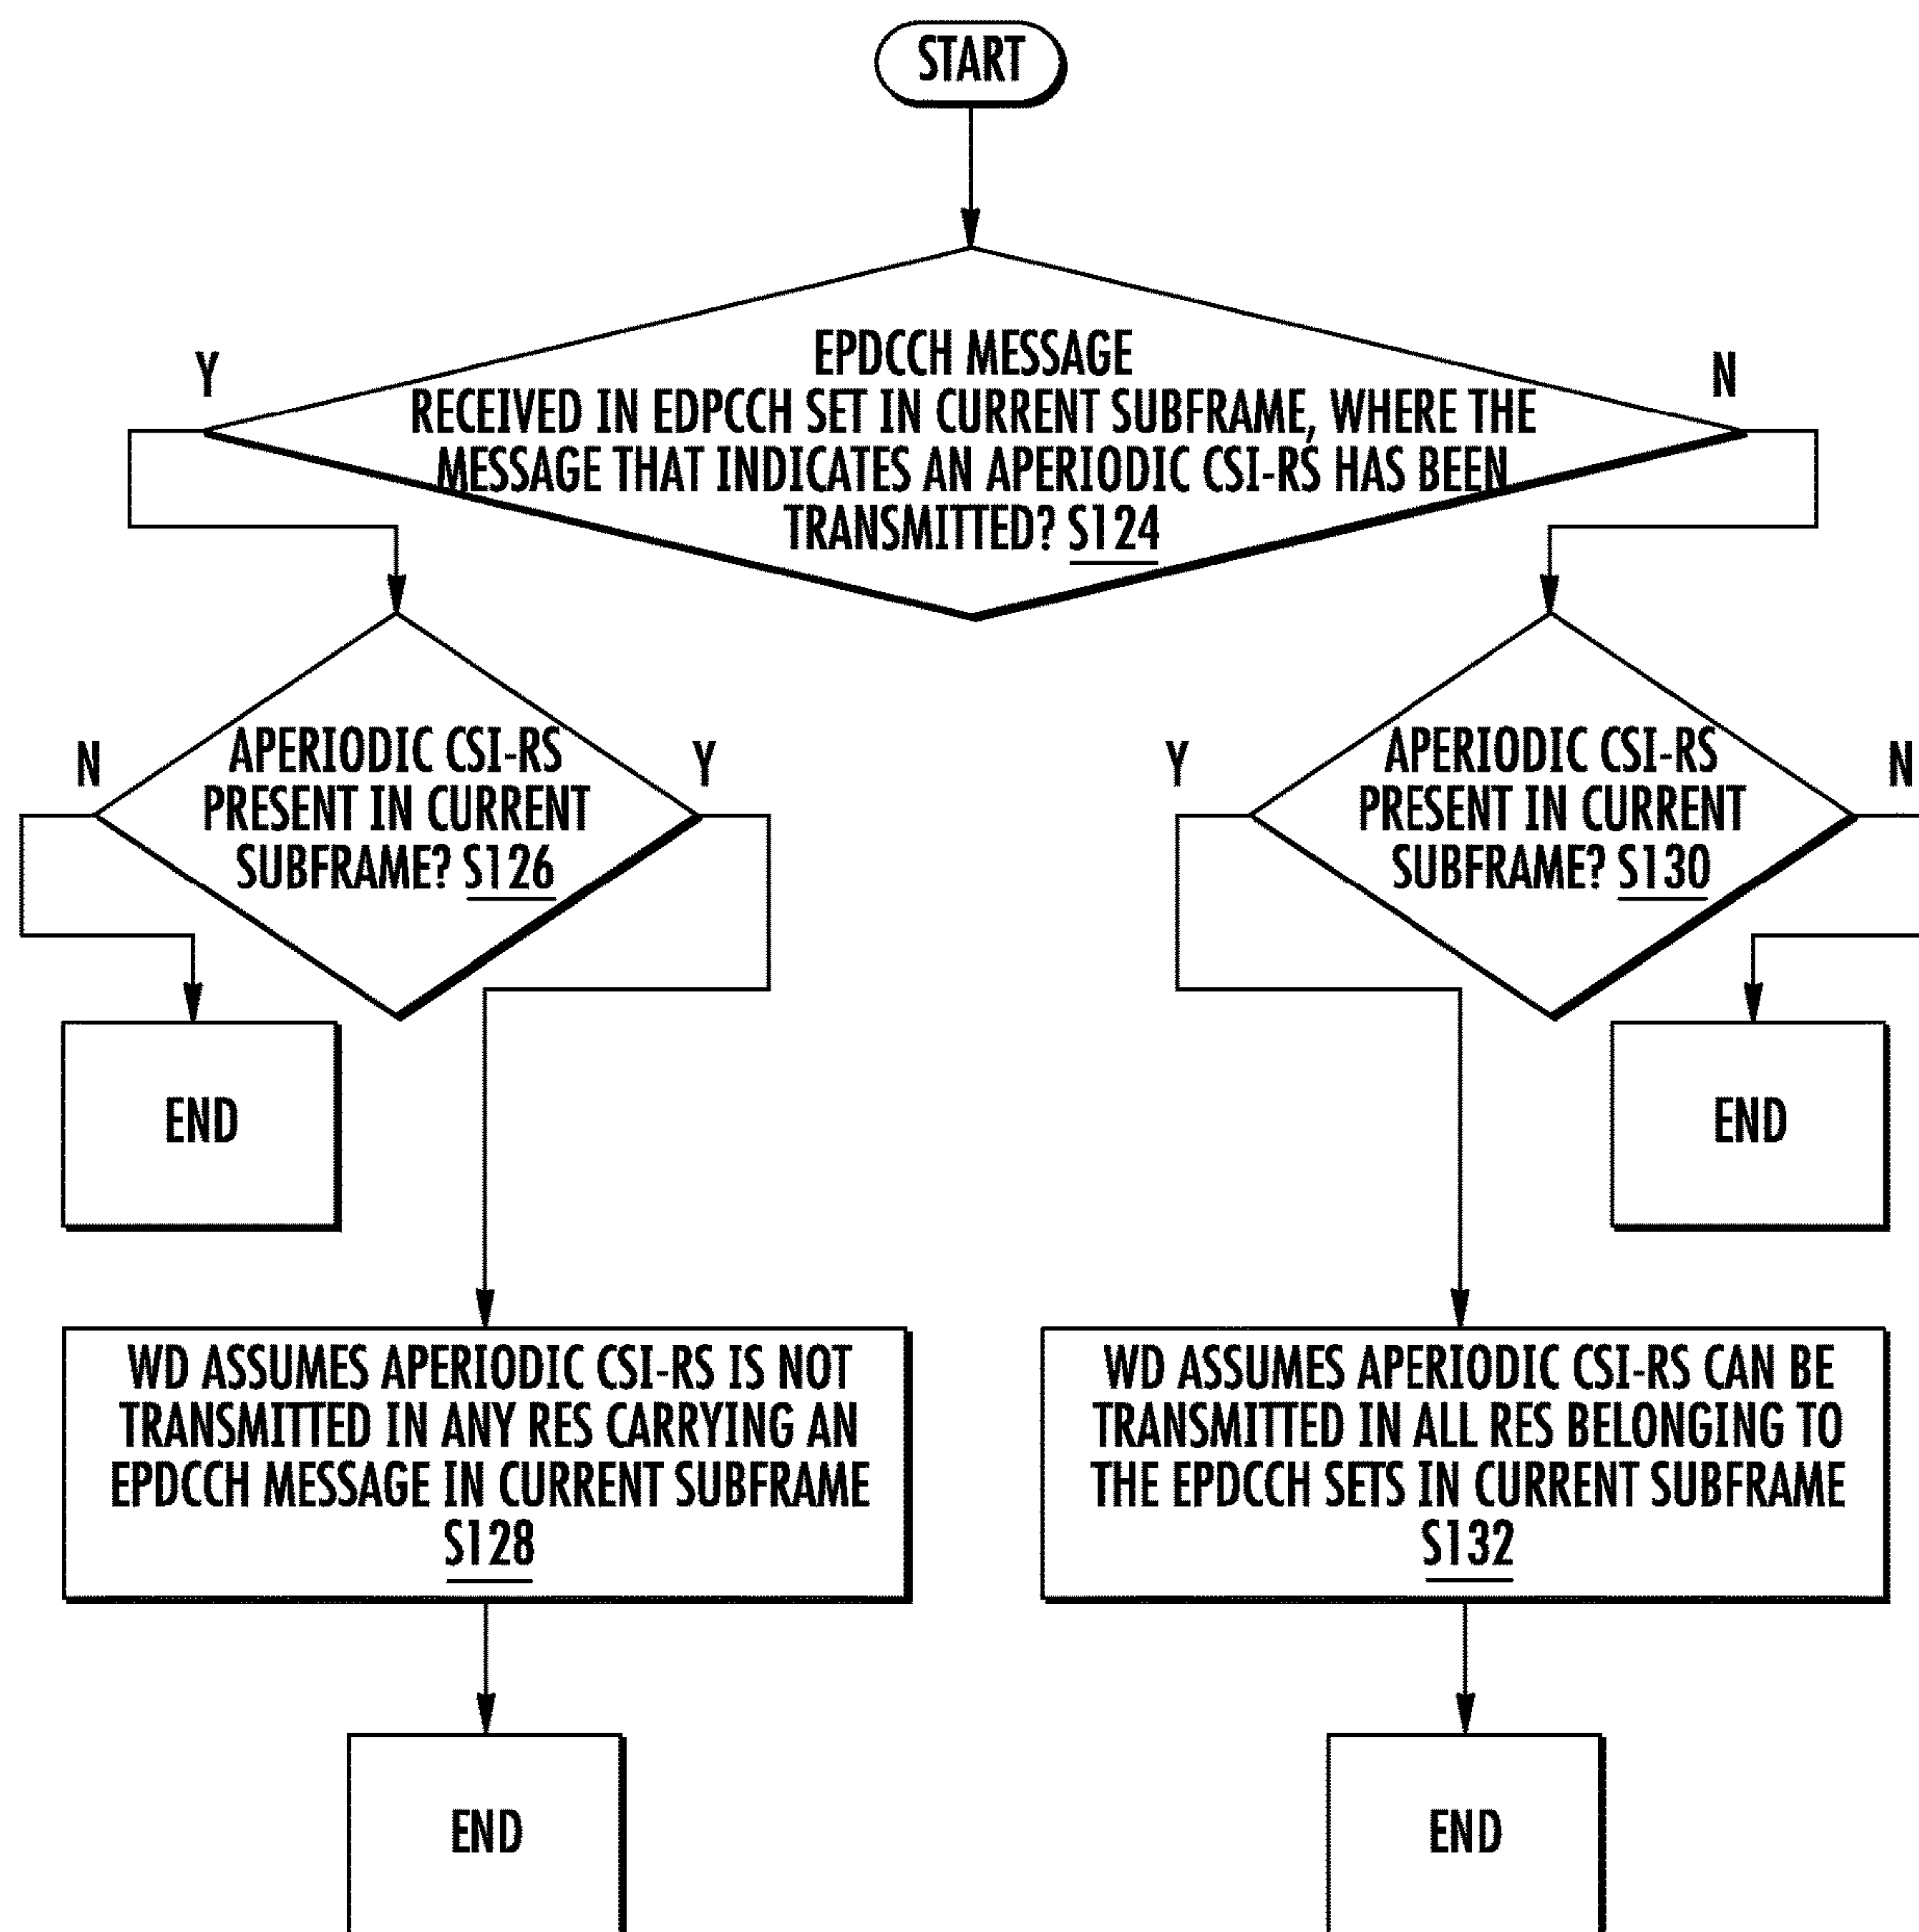 START
EPDCCH MESSAGE
RECEIVED IN EDPCCH SET IN CURRENT SUBFRAME, WHERE THE
MESSAGE THAT INDICATES AN APERIODIC CSI-RS HAS BEEN
TRANSMITTED? S124
Y
N
APERIODIC CSI-RS
PRESENT IN CURRENT
SUBFRAME? S126
N
Y
APERIODIC CSI-RS
PRESENT IN CURRENT
SUBFRAME? S130
Y
N
END
END
WD ASSUMES APERIODIC CSI-RS IS NOT
TRANSMITTED IN ANY RES CARRYING AN
EPDCCH MESSAGE IN CURRENT SUBFRAME
S128
WD ASSUMES APERIODIC CSI-RS CAN BE
TRANSMITTED IN ALL RES BELONGING TO
THE EPDCCH SETS IN CURRENT SUBFRAME
S132
END
END